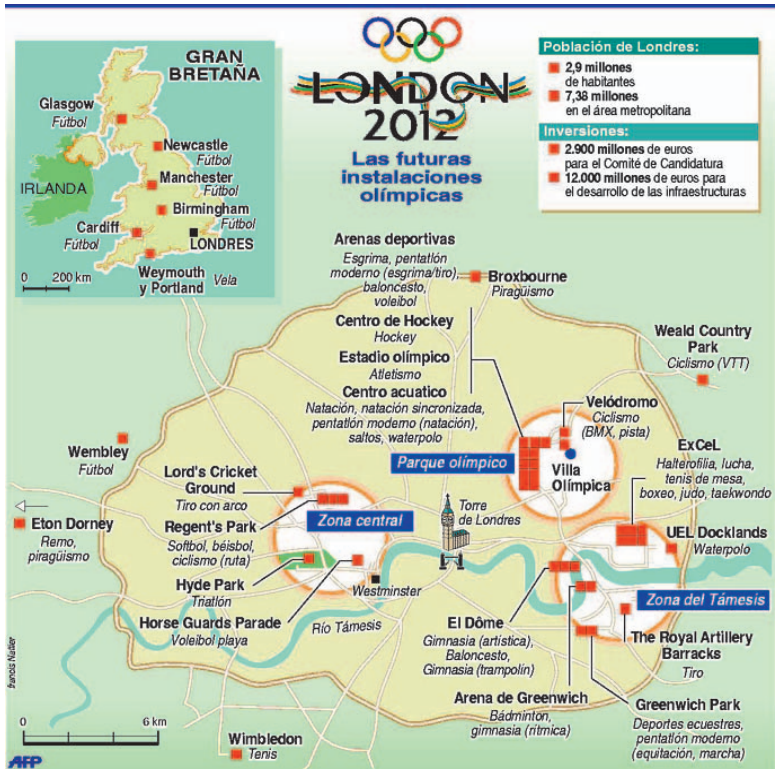 GRAN
BRETAÑA
Glasgow
Fútbol
Newcastle
Fútbol
IRLANDA
Manchester
Fútbol
Birmingham
Fútbol
Cardiff
Fútbol
LONDRES
0 200 km
Weymouth
y Portland
Vela
LONDON
2012
Las futuras
instalaciones
olímpicas
Población de Londres:
2,9 millones
de habitantes
7,38 millones
en el área metropolitana
Inversiones:
2.900 millones de euros
para el Comité de Candidatura
12.000 millones de euros para
el desarrollo de las infraestructuras
Arenas deportivas
Esgrima, pentatlón
moderno (esgrima/tiro),
baloncesto,
voleibol
Broxbourne
Piragüismo
Centro de Hockey
Hockey
Estadio olímpico
Atletismo
Centro acuatico
Natación, natación sincronizada,
pentatlón moderno (natación),
saltos, waterpolo
Weald Country
Park
Ciclismo (VTT)
Velódromo
Ciclismo
(BMX, pista)
Parque olímpico
Villa
Olímpica
ExCeL
Halterofilia, lucha,
tenis de mesa,
boxeo, judo, taekwondo
Wembley
Fútbol
Lord's Cricket
Ground
Tiro con arco
Eton Dorney
Remo,
piragüismo
Regent's Park
Softbol, béisbol,
ciclismo (ruta)
Zona central
Torre
de Londres
UEL Docklands
Waterpolo
Hyde Park
Triatlón
Westminster
Horse Guards Parade
Voleibol playa
Río Támesis
El Dôme
Gimnasia (artística),
Baloncesto,
Gimnasia (trampolín)
Zona del Támesis
The Royal Artillery
Barracks
Tiro
Arena de Greenwich
Bádminton,
gimnasia (rítmica)
Greenwich Park
Deportes ecuestres,
pentatlón moderno
(equitación, marcha)
0 6 km
Wimbledon
Tenis
AFP